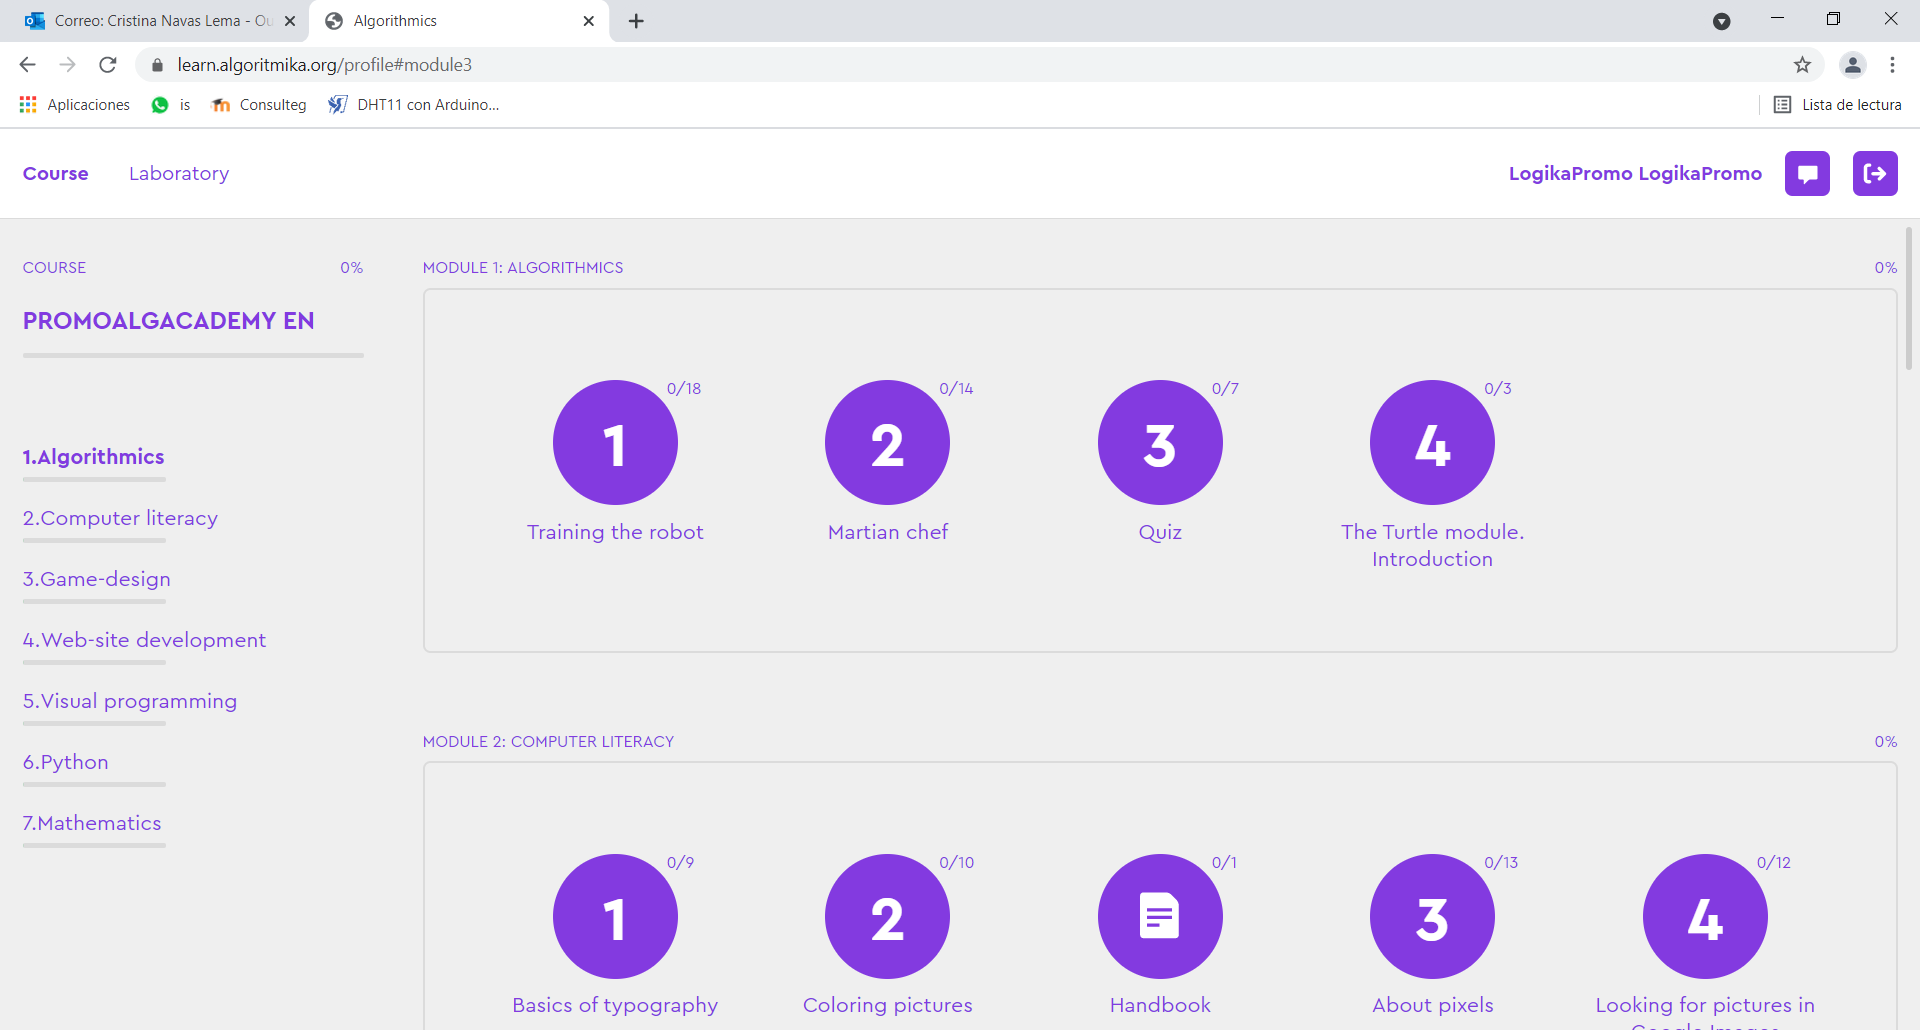 Correo: Cristina Navas Lema - Ou
Algorithmics
learn.algoritmika.org/profile#module3
Aplicaciones
is
Consulteg
DHT11 con Arduino...
Lista de lectura
Course
Laboratory
LogikaPromo LogikaPromo
COURSE
0%
PROMOALGACADEMY EN
1.Algorithmics
2.Computer literacy
3.Game-design
4.Web-site development
5.Visual programming
6.Python
7.Mathematics
MODULE 1: ALGORITHMICS
0%
0/18
0/14
0/7
0/3
1
2
3
4
Training the robot
Martian chef
Quiz
The Turtle module.
Introduction
MODULE 2: COMPUTER LITERACY
0%
0/9
0/10
0/1
0/13
0/12
1
2
3
4
Basics of typography
Coloring pictures
Handbook
About pixels
Looking for pictures in
Google Images